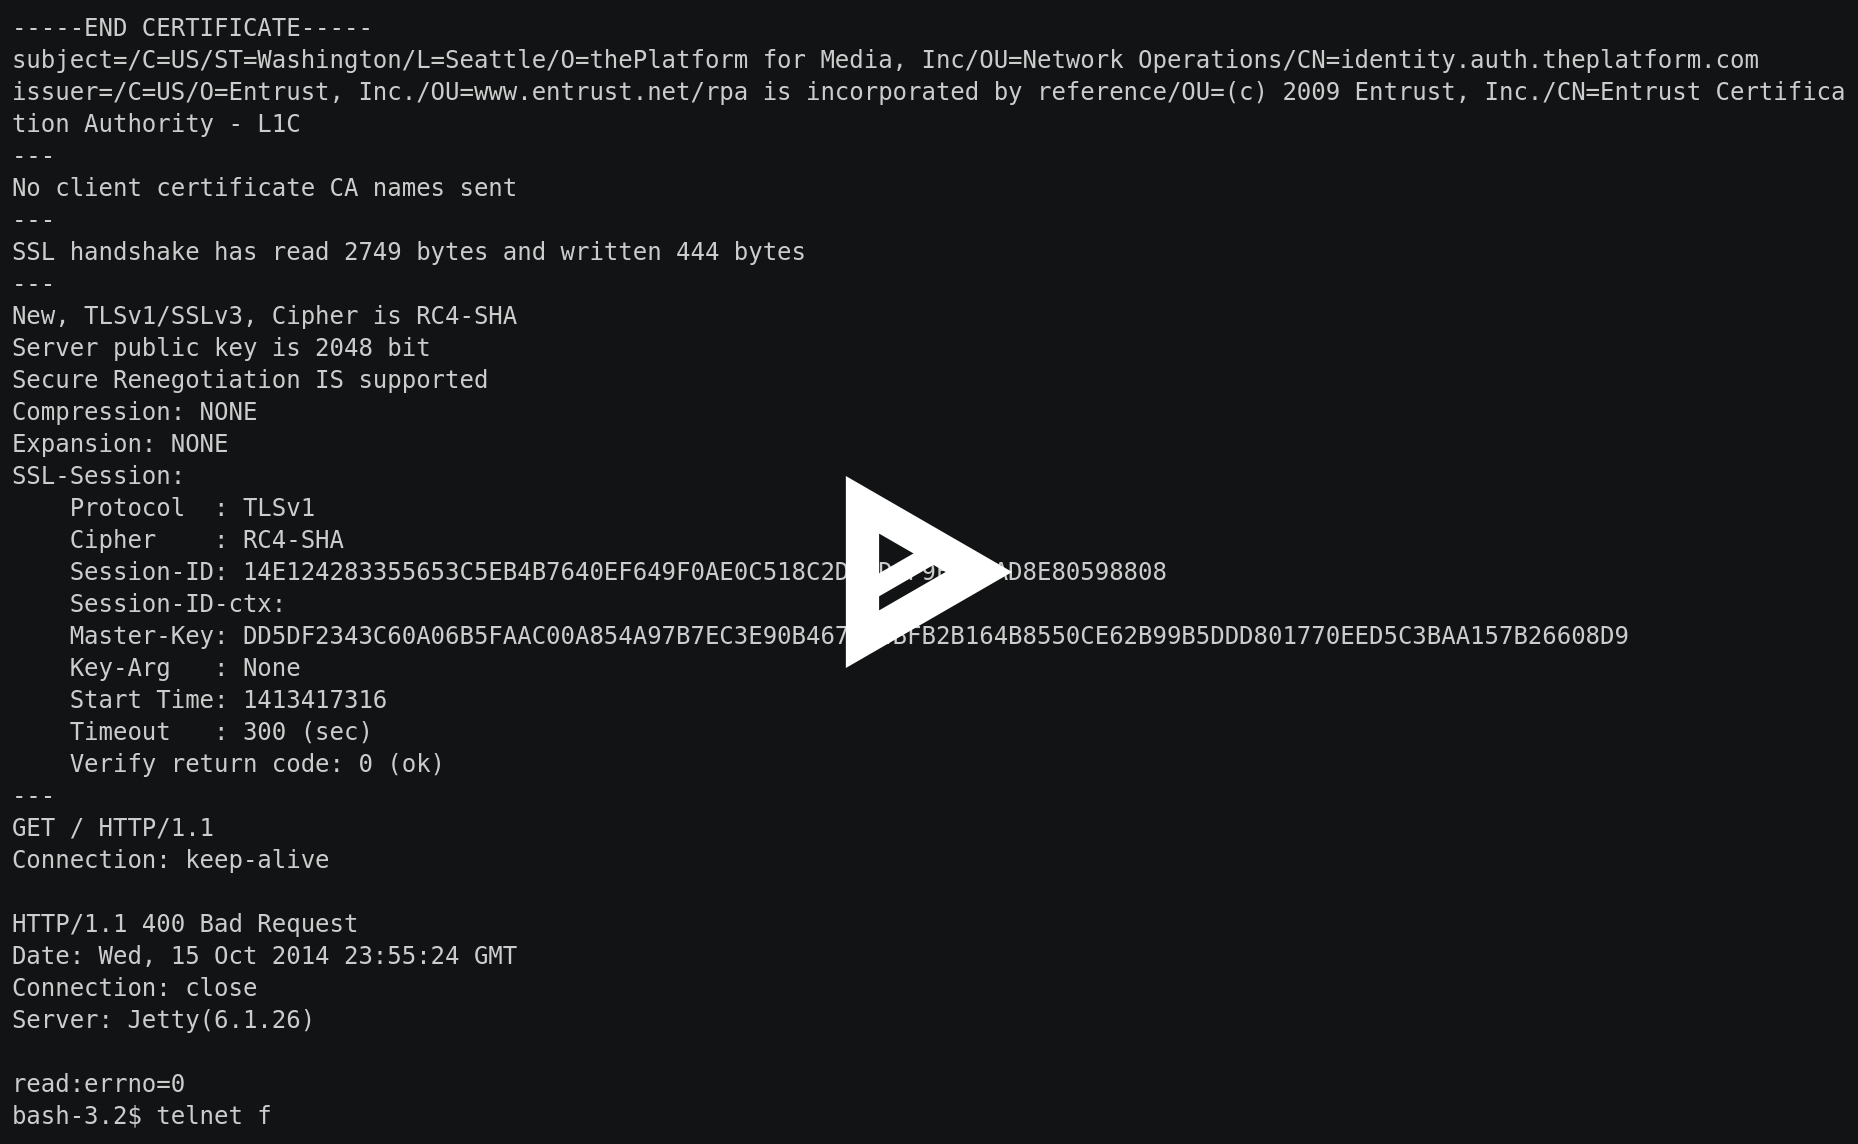 -----END CERTIFICATE-----
subject=/C=US/ST=Washington/L=Seattle/O=thePlatform for Media, Inc/OU=Network Operations/CN=identity.auth.theplatform.com
issuer=/C=US/O=Entrust, Inc./OU=www.entrust.net/rpa is incorporated by reference/OU=(c) 2009 Entrust, Inc./CN=Entrust Certifica
tion Authority - L1C
---
No client certificate CA names sent
---
SSL handshake has read 2749 bytes and written 444 bytes
---
New, TLSv1/SSLv3, Cipher is RC4-SHA
Server public key is 2048 bit
Secure Renegotiation IS supported
Compression: NONE
Expansion: NONE
SSL-Session:
    Protocol  : TLSv1
    Cipher    : RC4-SHA
    Session-ID:
    Session-ID-ctx:
    Master-Key:
    Key-Arg   : None
    Start Time: 1413417316
    Timeout   : 300 (sec)
    Verify return code: 0 (ok)
---
GET / HTTP/1.1
Connection: keep-alive

HTTP/1.1 400 Bad Request
Date: Wed, 15 Oct 2014 23:55:24 GMT
Connection: close
Server: Jetty(6.1.26)

read:errno=0
bash-3.2$ telnet f